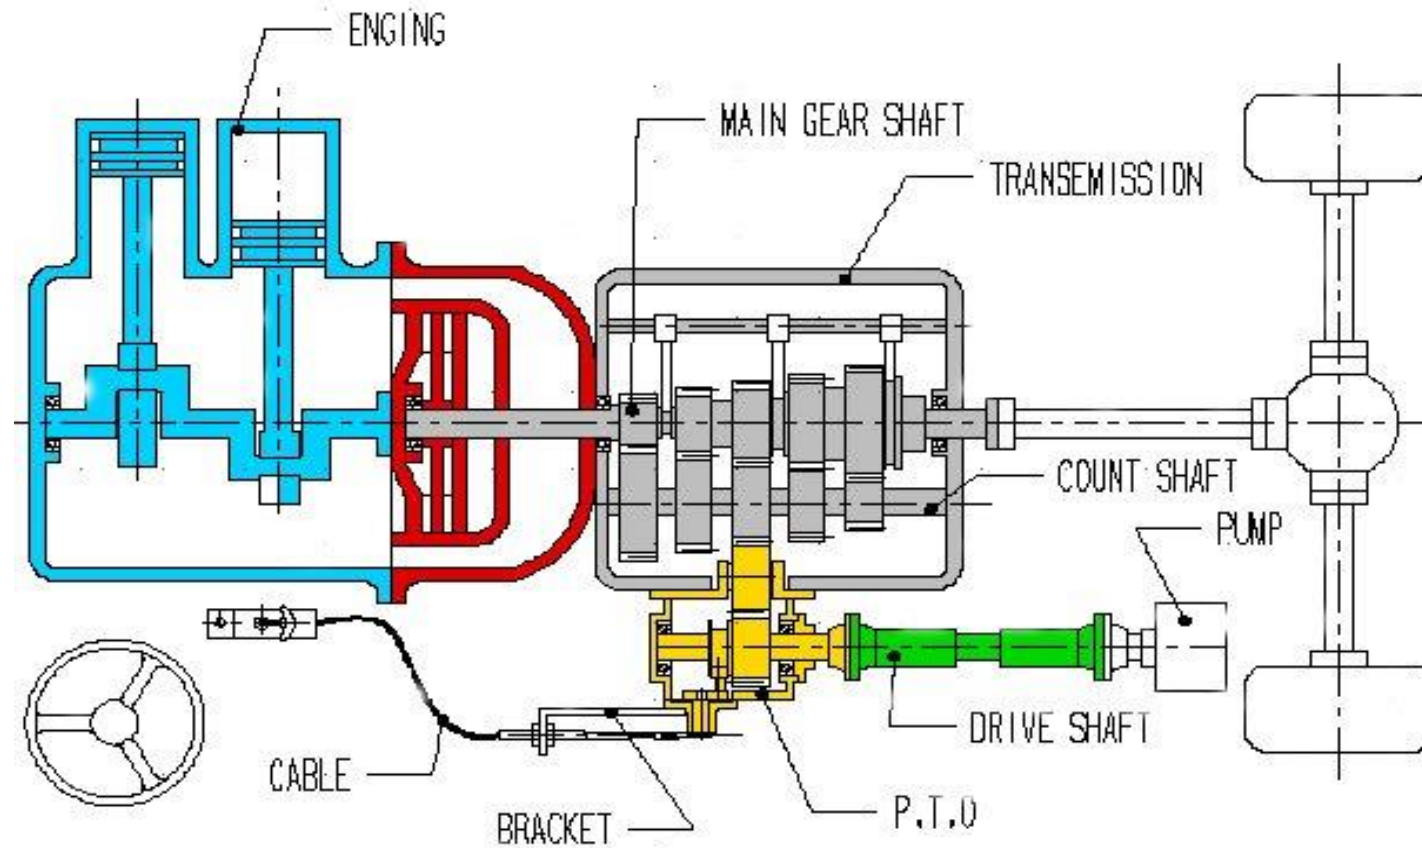 ENGING
MAIN GEAR SHAFT
TRANSEMISSION
COUNT SHAFT
PUMP
DRIVE SHAFT
CABLE
P.T.O
BRACKET